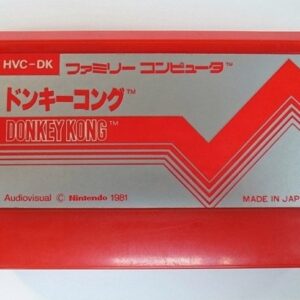 HVC-DK ファミリー コンピュータ™
ドンキーコング™
DONKEY KONG™
Audiovisual © Nintendo 1981
MADE IN JAP